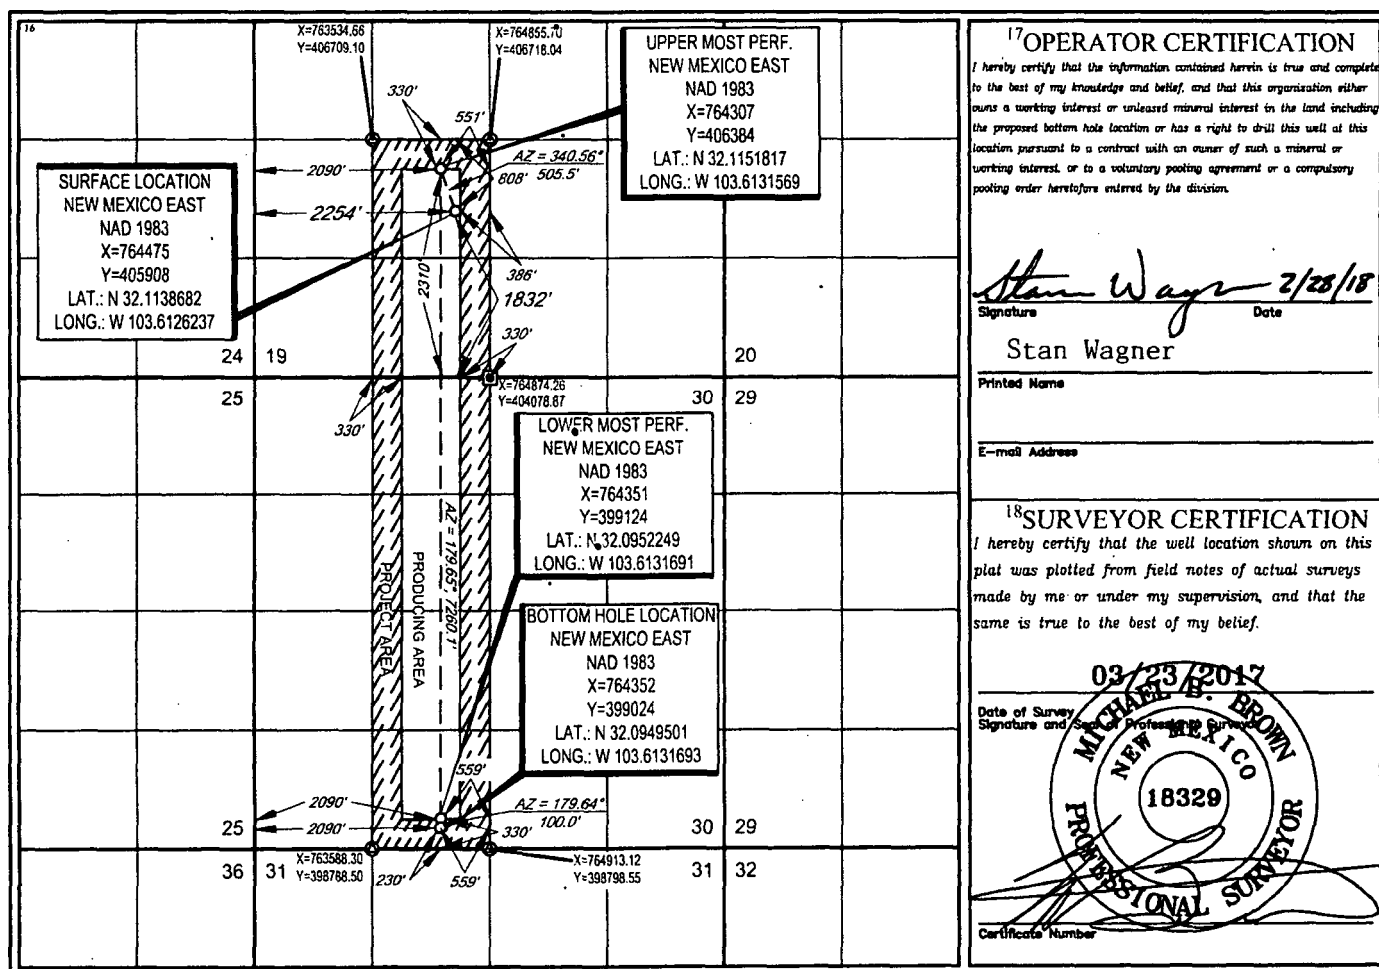 16
X=763534.66
Y=406709.10
X=764855.70
Y=406718.04
UPPER MOST PERF.
NEW MEXICO EAST
NAD 1983
X=764307
Y=406384
LAT.: N 32.1151817
LONG.: W 103.6131569
330'
551'
AZ = 340.56°
505.5'
2090'
808'
SURFACE LOCATION
NEW MEXICO EAST
NAD 1983
X=764475
Y=405908
LAT.: N 32.1138682
LONG.: W 103.6126237
2254'
2310'
386'
1832'
330'
24 19
20
25
30 29
X=764874.26
Y=404078.87
330'
LOWER MOST PERF.
NEW MEXICO EAST
NAD 1983
X=764351
Y=399124
LAT.: N 32.0952249
LONG.: W 103.6131691
AZ = 179.65°, 7260.1'
PROJECT AREA
PRODUCING AREA
BOTTOM HOLE LOCATION
NEW MEXICO EAST
NAD 1983
X=764352
Y=399024
LAT.: N 32.0949501
LONG.: W 103.6131693
559'
2090'
AZ = 179.64°
100.0'
2090'
330'
25
30 29
36 31
X=763588.30
Y=398788.50
230'
559'
X=764913.12
Y=398798.55
31 32
17 OPERATOR CERTIFICATION
I hereby certify that the information contained herein is true and complete
to the best of my knowledge and belief, and that this organization either
owns a working interest or unleased mineral interest in the land including
the proposed bottom hole location or has a right to drill this well at this
location pursuant to a contract with an owner of such a mineral or
working interest, or to a voluntary pooling agreement or a compulsory
pooling order heretofore entered by the division.
Stan Wagner 2/28/18
Signature Date
Stan Wagner
Printed Name
E-mail Address
18 SURVEYOR CERTIFICATION
I hereby certify that the well location shown on this
plat was plotted from field notes of actual surveys
made by me or under my supervision, and that the
same is true to the best of my belief.
03/23/2017
Date of Survey
Signature and Seal of Professional Surveyor
MICHAEL B. BROWN
NEW MEXICO
18329
PROFESSIONAL SURVEYOR
Certificate Number